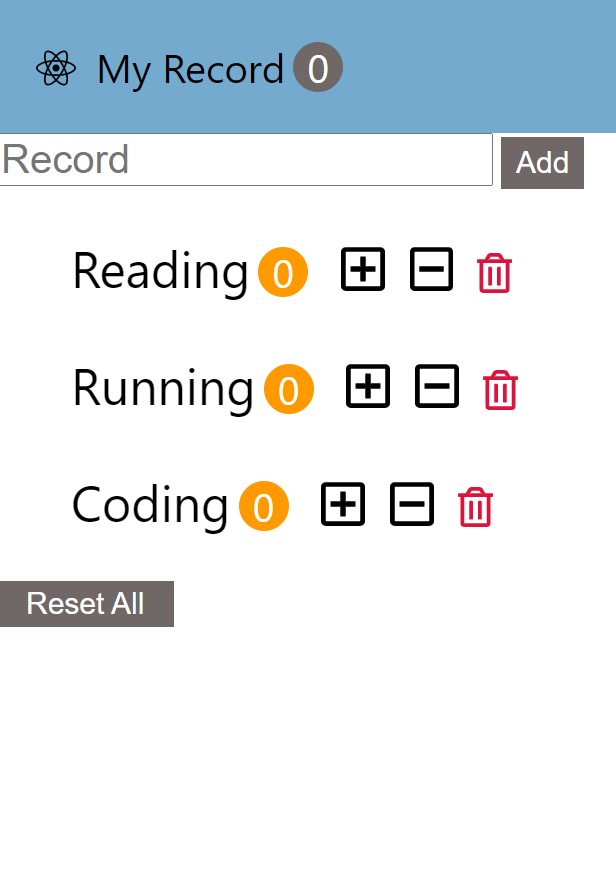 My Record 0
Record Add
Reading 0
Running 0
Coding 0
Reset All